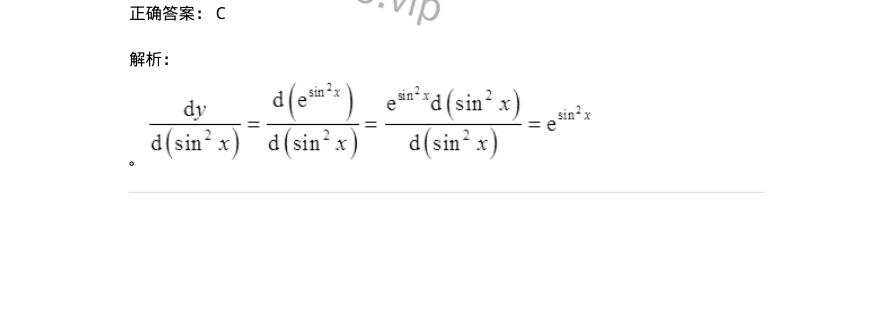 正确答案： C
解析：
dy/d(sin² x) = d(e^{sin² x})/d(sin² x) = e^{sin² x}d(sin² x)/d(sin² x) = e^{sin² x}
。